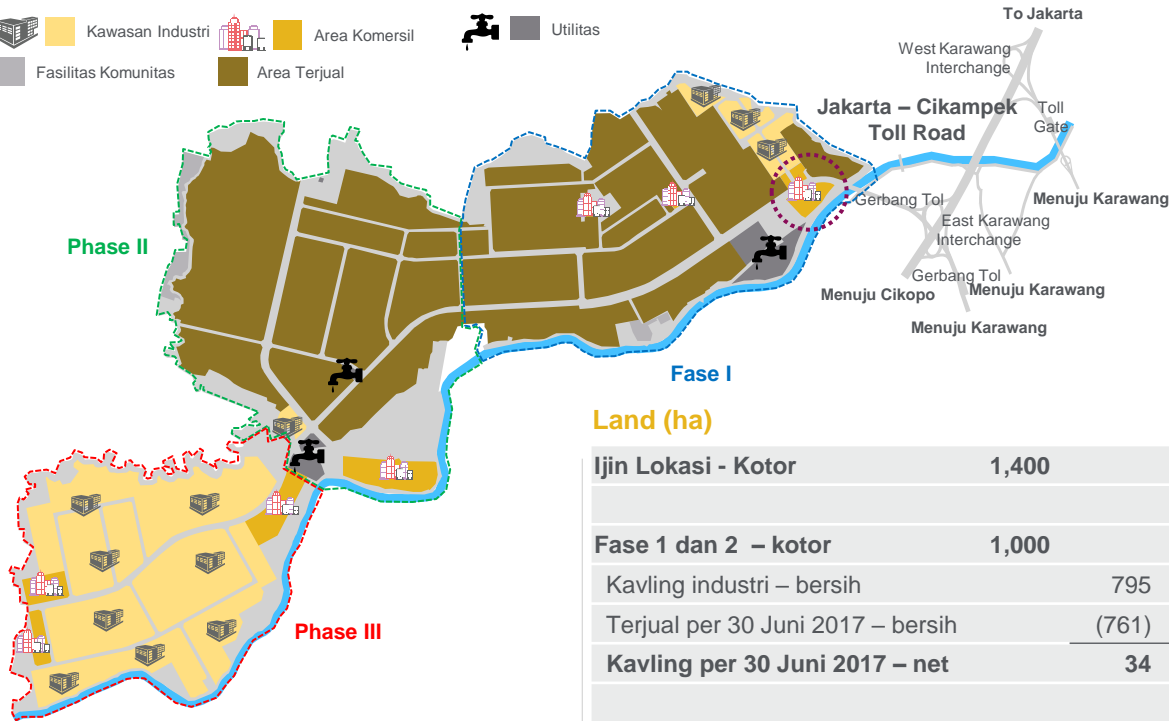 Kawasan Industri
Area Komersil
Utilitas
Fasilitas Komunitas
Area Terjual
To Jakarta
West Karawang
Interchange
Jakarta – Cikampek
Toll Road
Toll
Gate
Gerbang Tol
Menuju Karawang
East Karawang
Interchange
Gerbang Tol
Menuju Cikopo
Menuju Karawang
Menuju Karawang
Phase II
Fase I
Phase III
Land (ha)
Ijin Lokasi - Kotor 1,400
Fase 1 dan 2 – kotor 1,000
Kavling industri – bersih 795
Terjual per 30 Juni 2017 – bersih (761)
Kavling per 30 Juni 2017 – net 34